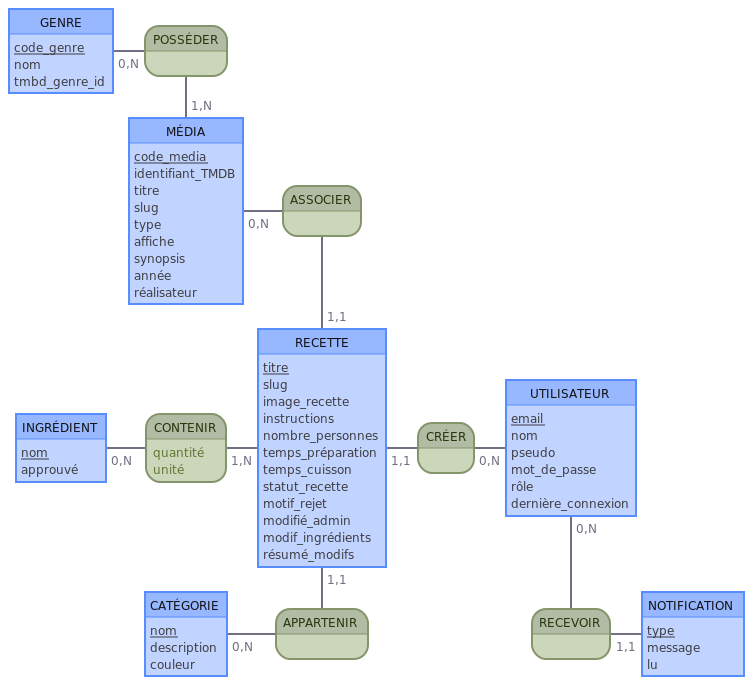 GENRE
code_genre
nom
tmbd_genre_id
0,N
POSSÉDER
1,N
MÉDIA
code_media
identifiant_TMDB
titre
slug
type
affiche
synopsis
année
réalisateur
0,N
ASSOCIER
1,1
RECETTE
titre
slug
image_recette
instructions
nombre_personnes
temps_préparation
temps_cuisson
statut_recette
motif_rejet
modifié_admin
modif_ingrédients
résumé_modifs
INGRÉDIENT
nom
approuvé
0,N
CONTENIR
quantité
unité
1,N
1,1
CRÉER
0,N
UTILISATEUR
email
nom
pseudo
mot_de_passe
rôle
dernière_connexion
0,N
1,1
CATÉGORIE
nom
description
couleur
0,N
APPARTENIR
RECEVOIR
1,1
NOTIFICATION
type
message
lu